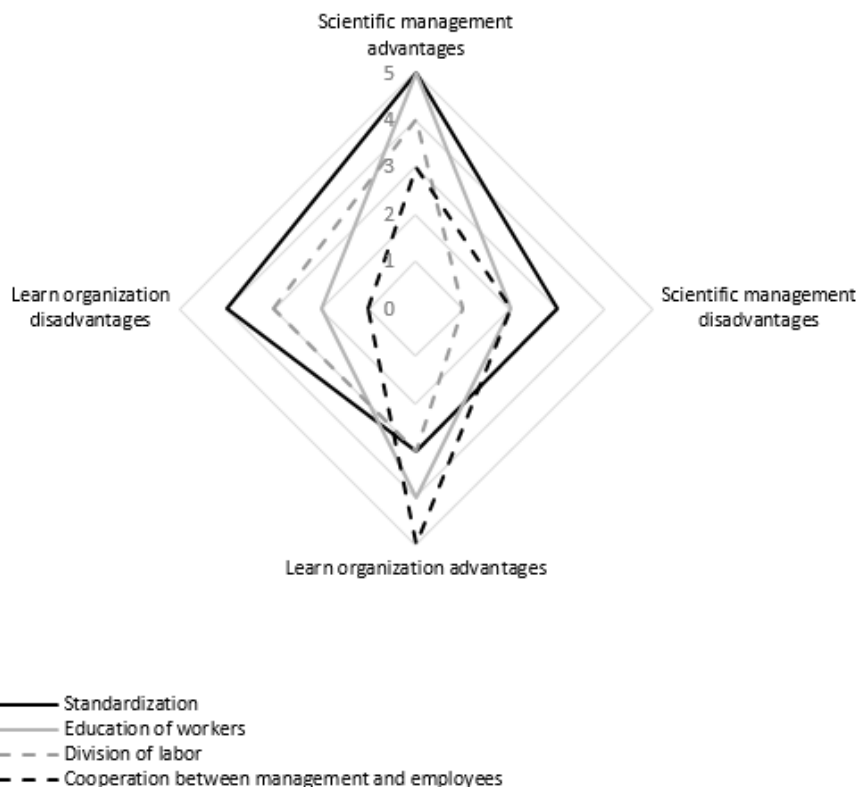 Scientific management
advantages
5
4
3
2
1
0
Learn organization
disadvantages
Scientific management
disadvantages
Learn organization advantages
Standardization
Education of workers
Division of labor
Cooperation between management and employees